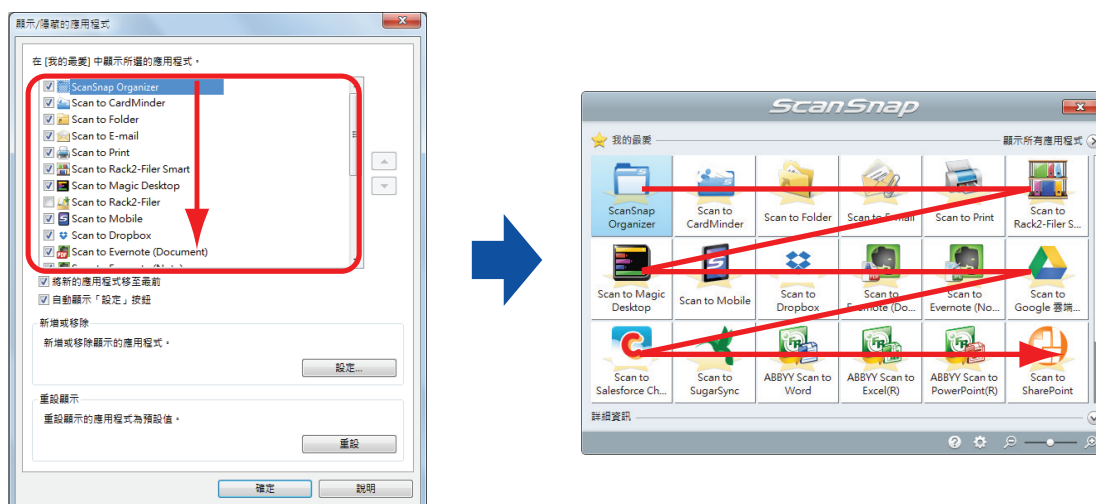 顯示/隱藏的應用程式
在 [我的最愛] 中顯示所選的應用程式。
ScanSnap Organizer
Scan to CardMinder
Scan to Folder
Scan to E-mail
Scan to Print
Scan to Rack2-Filer Smart
Scan to Magic Desktop
Scan to Rack2-Filer
Scan to Mobile
Scan to Dropbox
Scan to Evernote (Document)
將新的應用程式移至最前
自動顯示「設定」按鈕
新增或移除
新增或移除顯示的應用程式。
設定...
重設顯示
重設顯示的應用程式為預設值。
重設
確定
說明
ScanSnap
我的最愛
顯示所有應用程式
ScanSnap Organizer
Scan to CardMinder
Scan to Folder
Scan to E-mail
Scan to Print
Scan to Rack2-Filer S...
Scan to Magic Desktop
Scan to Mobile
Scan to Dropbox
Scan to Evernote (Do...
Scan to Evernote (No...
Scan to Google 雲端...
Scan to Salesforce Ch...
Scan to SugarSync
ABBYY Scan to Word
ABBYY Scan to Excel(R)
ABBYY Scan to PowerPoint(R)
Scan to SharePoint
詳細資訊